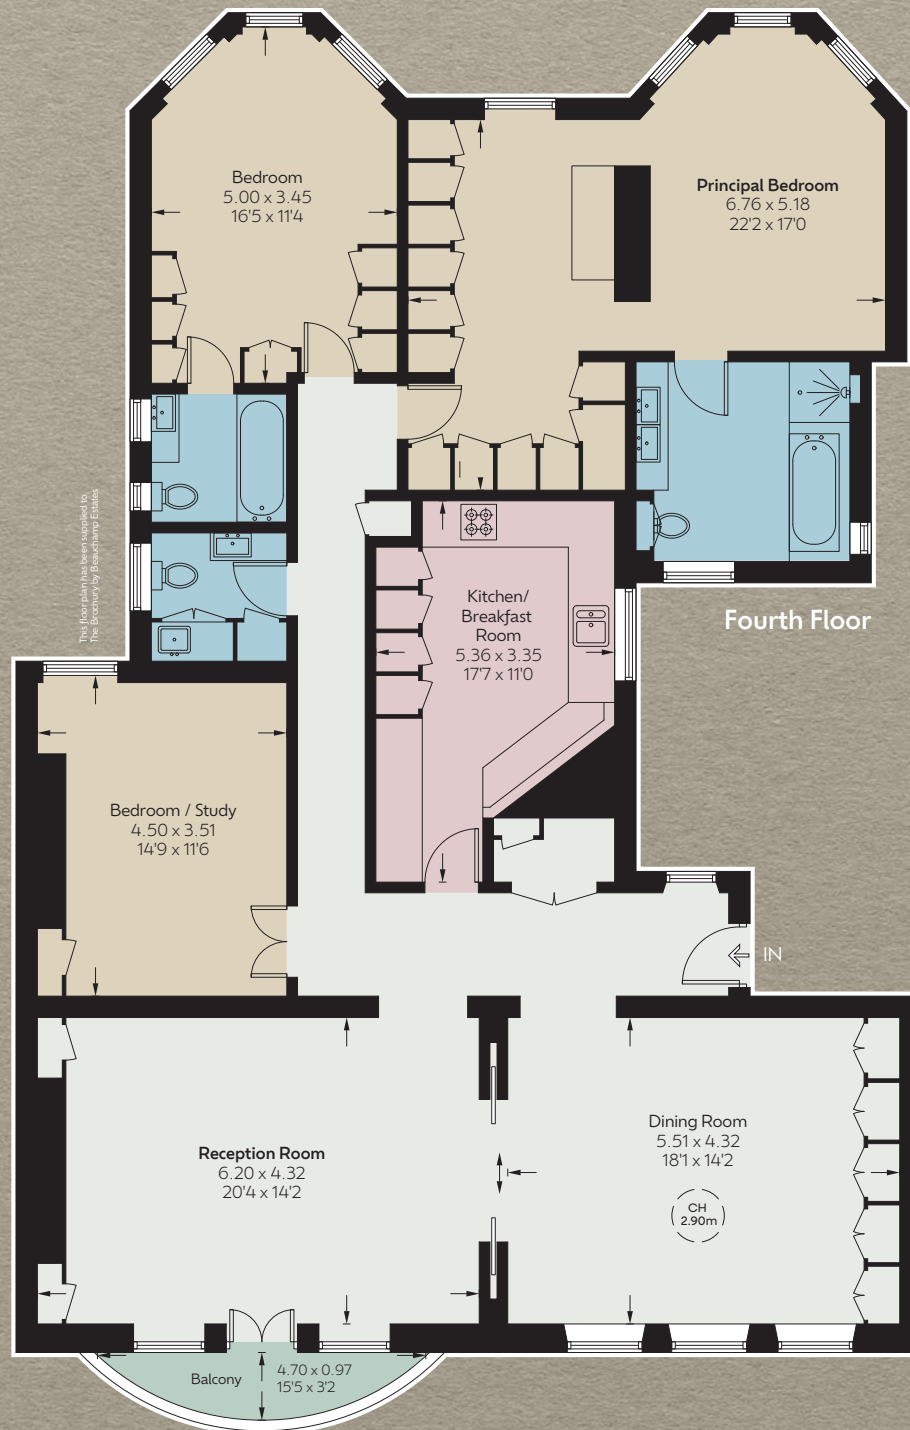 Bedroom
5.00 x 3.45
16'5 x 11'4
Principal Bedroom
6.76 x 5.18
22'2 x 17'0
This floor plan has been supplied to
The Brochury by Beauchamp Estates
Kitchen/
Breakfast
Room
5.36 x 3.35
17'7 x 11'0
Fourth Floor
Bedroom / Study
4.50 x 3.51
14'9 x 11'6
IN
Reception Room
6.20 x 4.32
20'4 x 14'2
Dining Room
5.51 x 4.32
18'1 x 14'2
CH
2.90m
Balcony
4.70 x 0.97
15'5 x 3'2